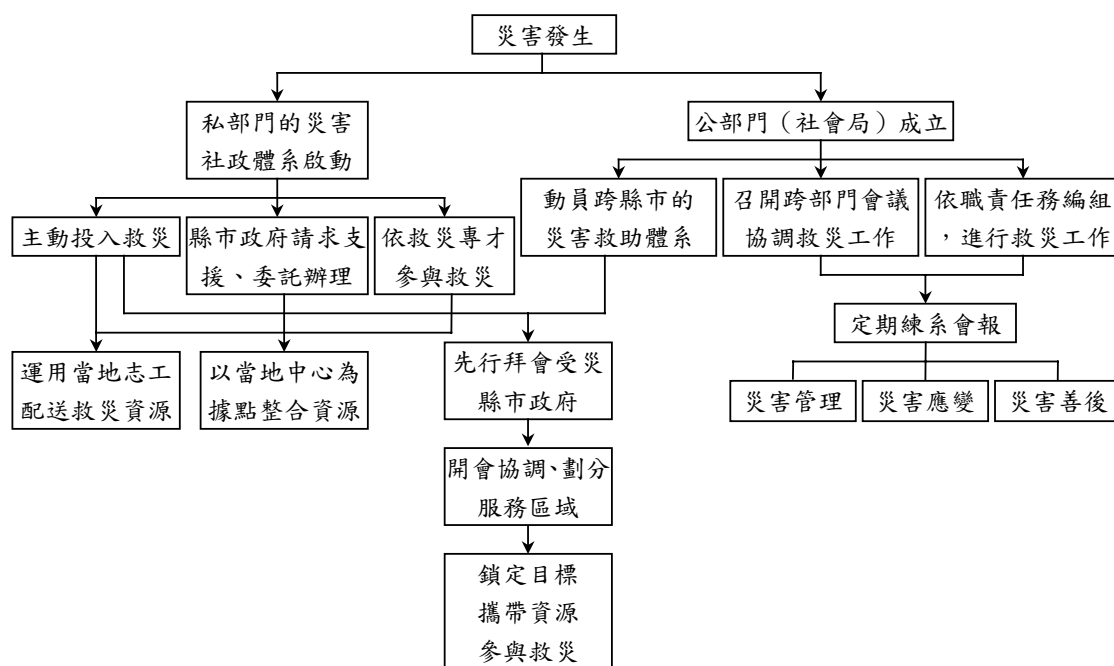 災害發生
私部門的災害
社政體系啟動
公部門（社會局）成立
主動投入救災
縣市政府請求支
援、委託辦理
依救災專才
參與救災
動員跨縣市的
災害救助體系
召開跨部門會議
協調救災工作
依職責任務編組
，進行救災工作
運用當地志工
配送救災資源
以當地中心為
據點整合資源
先行拜會受災
縣市政府
定期練系會報
災害管理
災害應變
災害善後
開會協調、劃分
服務區域
鎖定目標
攜帶資源
參與救災